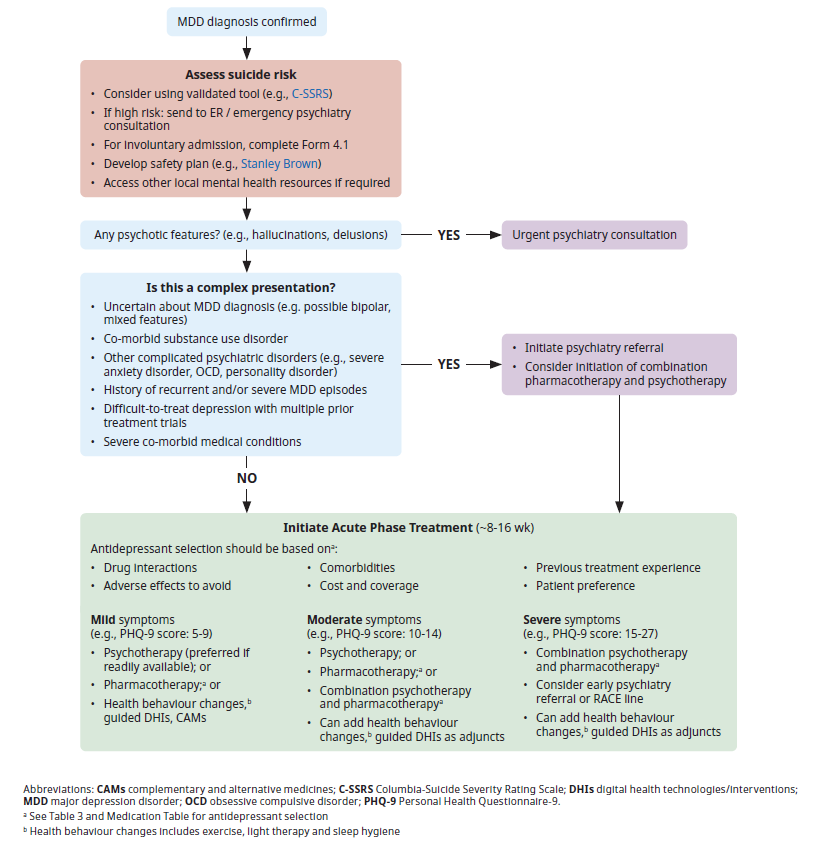 MDD diagnosis confirmed
Assess suicide risk
• Consider using validated tool (e.g., C-SSRS)
• If high risk: send to ER / emergency psychiatry
consultation
• For involuntary admission, complete Form 4.1
• Develop safety plan (e.g., Stanley Brown)
• Access other local mental health resources if required
Any psychotic features? (e.g., hallucinations, delusions)
YES
Urgent psychiatry consultation
Is this a complex presentation?
• Uncertain about MDD diagnosis (e.g. possible bipolar,
mixed features)
• Co-morbid substance use disorder
• Other complicated psychiatric disorders (e.g., severe
anxiety disorder, OCD, personality disorder)
• History of recurrent and/or severe MDD episodes
• Difficult-to-treat depression with multiple prior
treatment trials
• Severe co-morbid medical conditions
YES
• Initiate psychiatry referral
• Consider initiation of combination
pharmacotherapy and psychotherapy
NO
Initiate Acute Phase Treatment (~8-16 wk)
Antidepressant selection should be based onᵃ:
• Drug interactions
• Adverse effects to avoid
• Comorbidities
• Cost and coverage
• Previous treatment experience
• Patient preference
Mild symptoms
(e.g., PHQ-9 score: 5-9)
• Psychotherapy (preferred if
readily available); or
• Pharmacotherapy;ᵃ or
• Health behaviour changes,ᵇ
guided DHIs, CAMs
Moderate symptoms
(e.g., PHQ-9 score: 10-14)
• Psychotherapy; or
• Pharmacotherapy;ᵃ or
• Combination psychotherapy
and pharmacotherapyᵃ
• Can add health behaviour
changes,ᵇ guided DHIs as adjuncts
Severe symptoms
(e.g., PHQ-9 score: 15-27)
• Combination psychotherapy
and pharmacotherapyᵃ
• Consider early psychiatry
referral or RACE line
• Can add health behaviour
changes,ᵇ guided DHIs as adjuncts
Abbreviations: CAMs complementary and alternative medicines; C-SSRS Columbia-Suicide Severity Rating Scale; DHIs digital health technologies/interventions;
MDD major depression disorder; OCD obsessive compulsive disorder; PHQ-9 Personal Health Questionnaire-9.
ᵃ See Table 3 and Medication Table for antidepressant selection
ᵇ Health behaviour changes includes exercise, light therapy and sleep hygiene